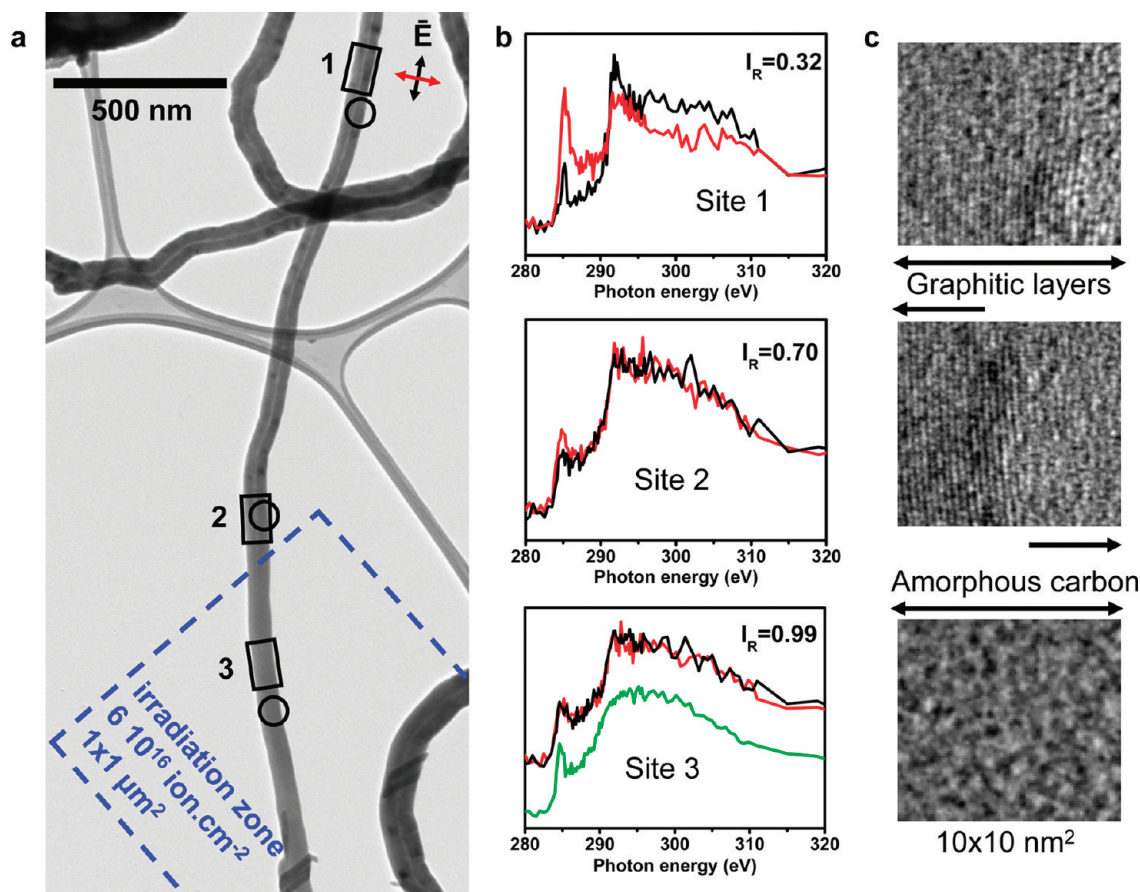 a
500 nm
1
Ē
2
3
irradiation zone
6 10¹⁶ ion.cm⁻²
1x1 µm²
b
I_R=0.32
Site 1
280 290 300 310 320
Photon energy (eV)
I_R=0.70
Site 2
280 290 300 310 320
Photon energy (eV)
I_R=0.99
Site 3
280 290 300 310 320
Photon energy (eV)
c
Graphitic layers
Amorphous carbon
10x10 nm²